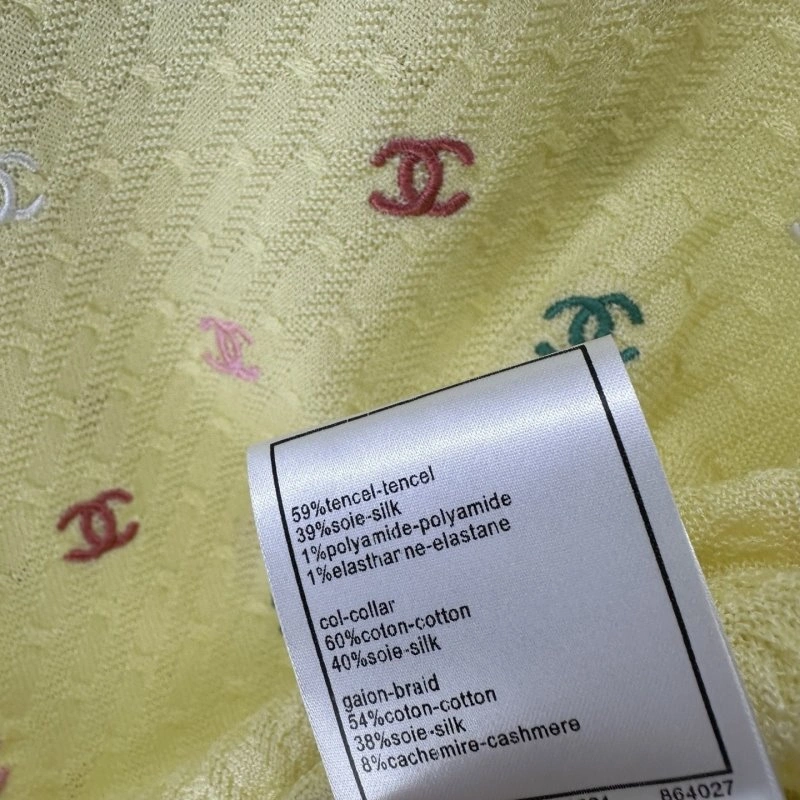 59%tencel-tencel
39%soie-silk
1%polyamide-polyamide
1%elasthar ne-elastane
col-collar
60%coton-cotton
40%soie-silk
gaion-braid
54%coton-cotton
38%soie-silk
8%cachemire-cashmere
864027